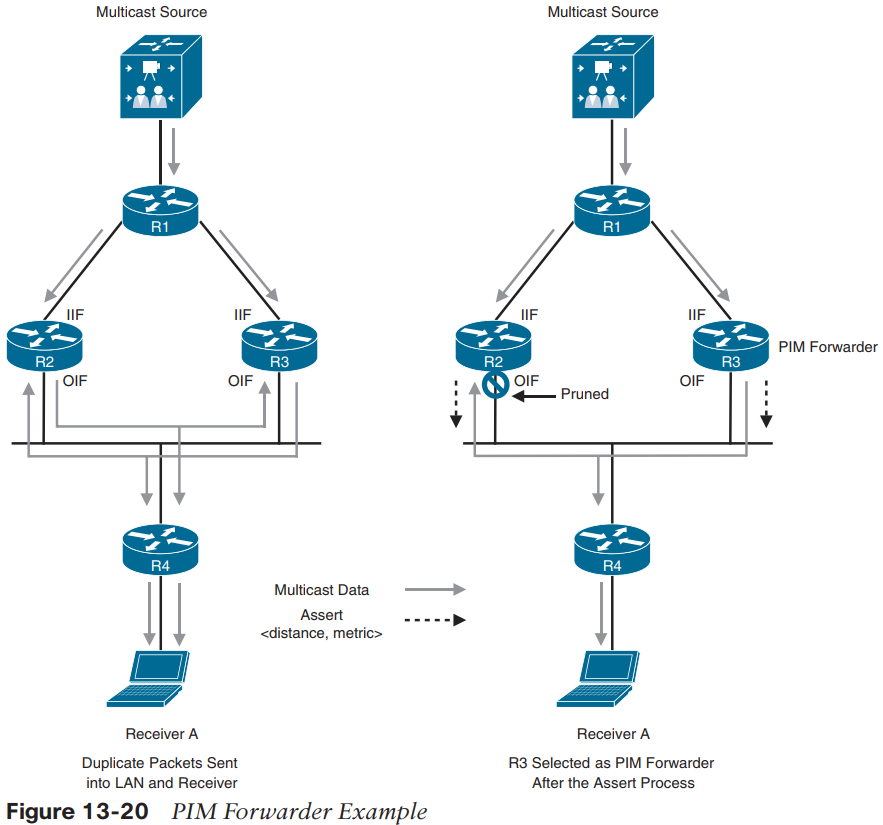 Multicast Source
R1
IIF
IIF
R2
R3
OIF
OIF
R4
Receiver A
Duplicate Packets Sent
into LAN and Receiver
Multicast Data
Assert
<distance, metric>
Multicast Source
R1
IIF
IIF
R2
R3
PIM Forwarder
OIF
OIF
Pruned
R4
Receiver A
R3 Selected as PIM Forwarder
After the Assert Process
Figure 13-20 PIM Forwarder Example